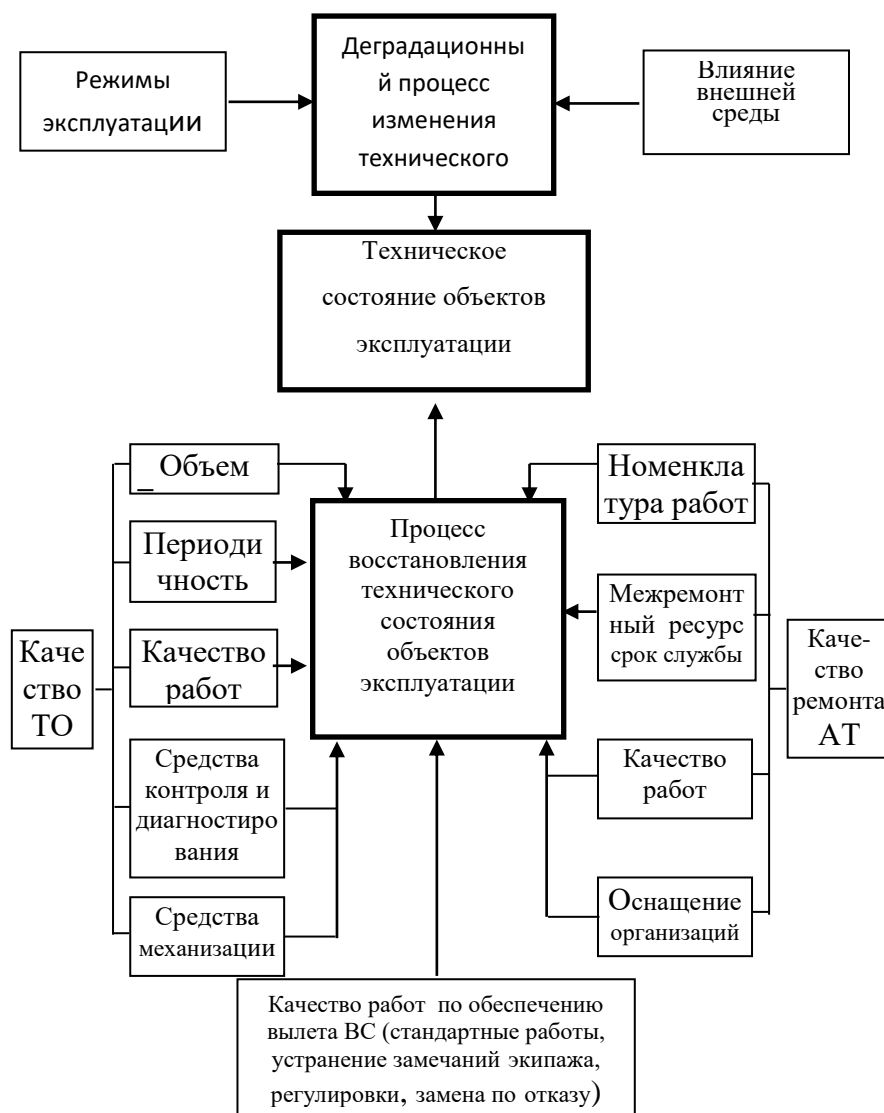 Режимы
эксплуатации
Деградационны
й процесс
изменения
технического
Влияние
внешней
среды
Техническое
состояние объектов
эксплуатации
_ Объем
Периоди
чность
Качество
работ
Средства
контроля и
диагностиро
вания
Средства
механизации
Каче
ство
ТО
Процесс
восстановления
технического
состояния
объектов
эксплуатации
Номенкла
тура работ
Межремонт
ный ресурс
срок службы
Качество
работ
Оснащение
организаций
Каче-
ство
ремонта
АТ
Качество работ по обеспечению
вылета ВС (стандартные работы,
устранение замечаний экипажа,
регулировки, замена по отказу)